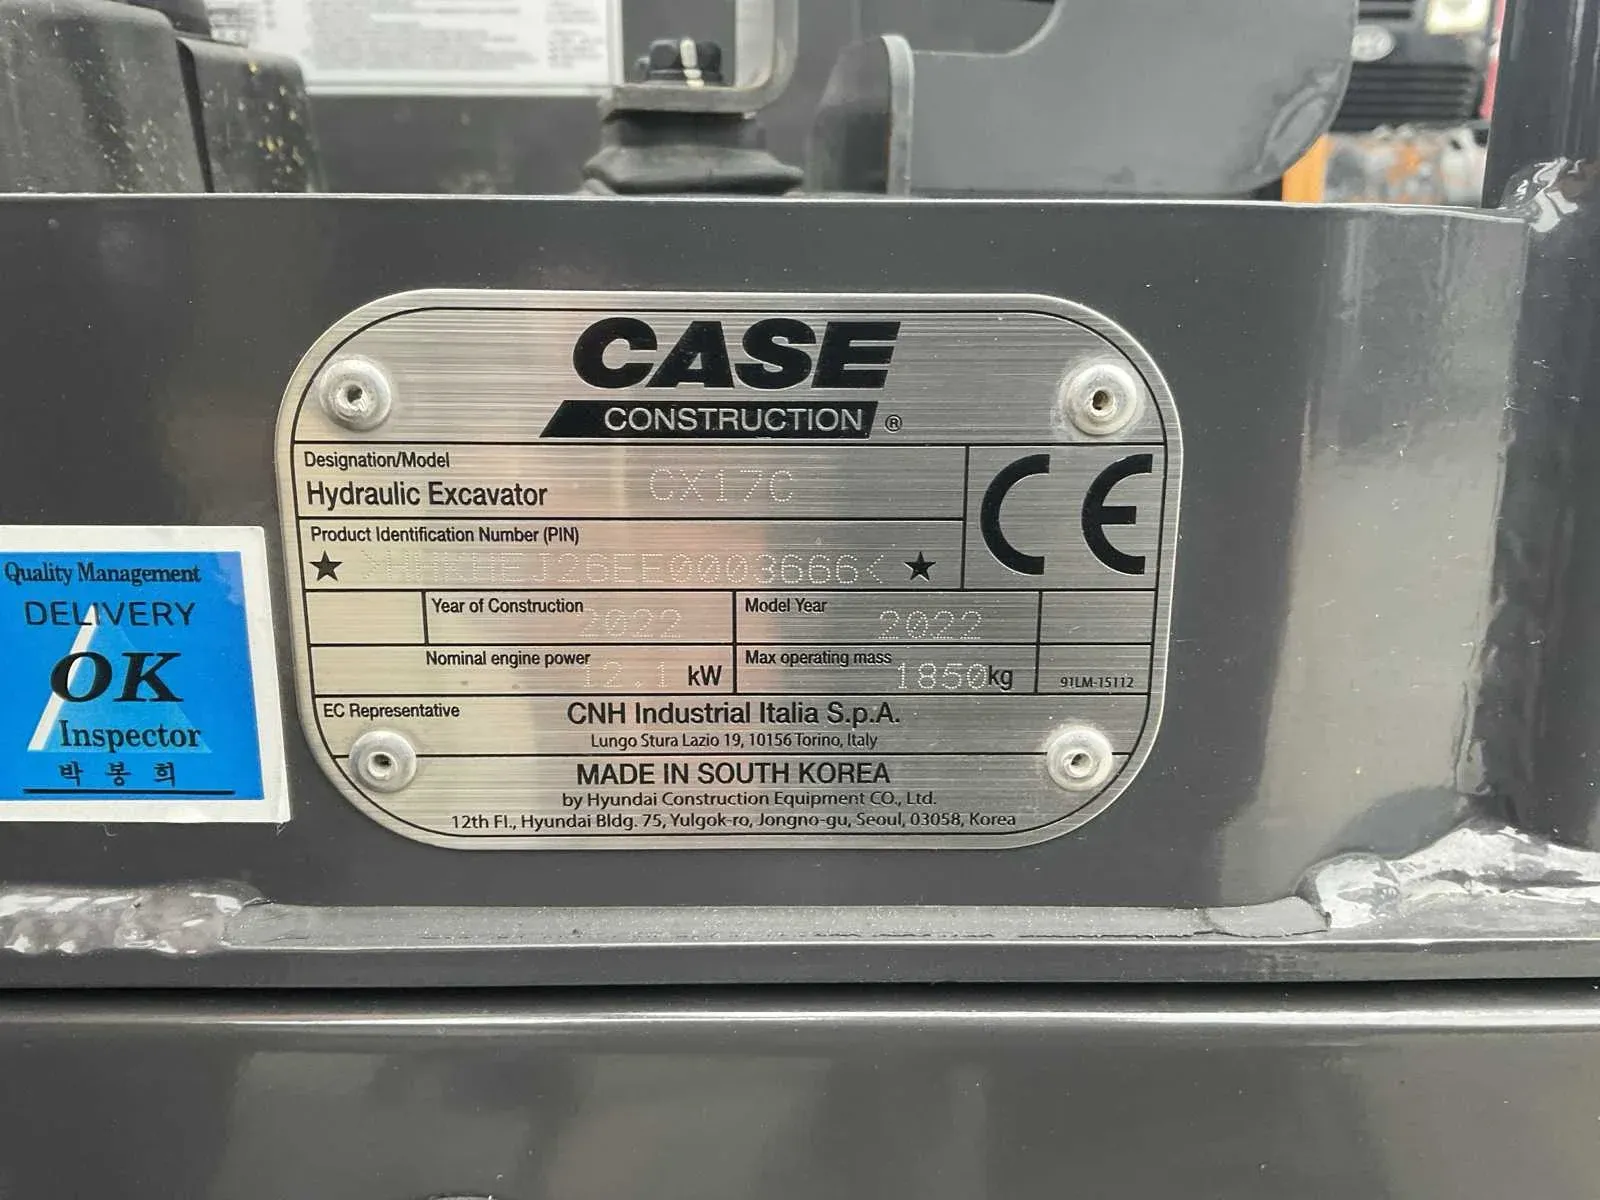 CASE
CONSTRUCTION ®
Designation/Model
Hydraulic Excavator CX17C
Product Identification Number (PIN)
★ >HHKHEJ26EE0003666< ★
CE
Year of Construction 2022
Model Year 2022
Nominal engine power 12.1 kW
Max operating mass 1850kg
91LM-15112
EC Representative CNH Industrial Italia S.p.A.
Lungo Stura Lazio 19, 10156 Torino, Italy
MADE IN SOUTH KOREA
by Hyundai Construction Equipment CO., Ltd.
12th Fl., Hyundai Bldg. 75, Yulgok-ro, Jongno-gu, Seoul, 03058, Korea
Quality Management
DELIVERY
OK
Inspector
박 봉 희